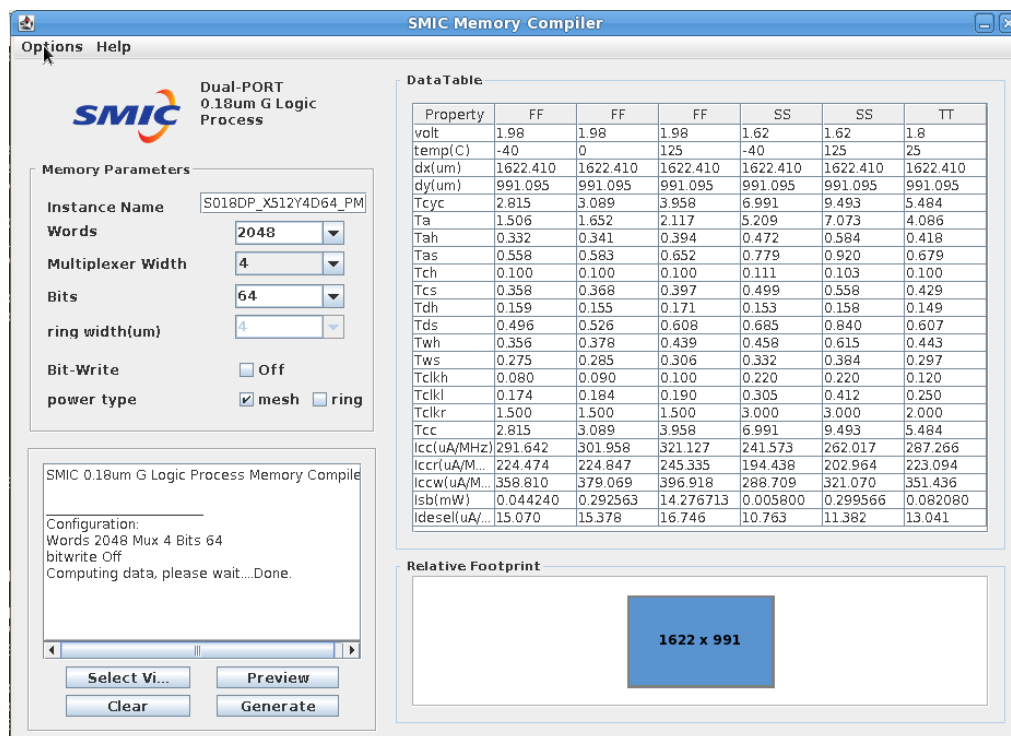 SMIC Memory Compiler
Options Help
SMIC
Dual-PORT
0.18um G Logic
Process
Memory Parameters
Instance Name S018DP_X512Y4D64_PM
Words 2048
Multiplexer Width 4
Bits 64
ring width(um) 4
Bit-Write Off
power type mesh ring
SMIC 0.18um G Logic Process Memory Compile
Configuration:
Words 2048 Mux 4 Bits 64
bitwrite Off
Computing data, please wait....Done.
Select Vi... Preview
Clear Generate
DataTable
Property FF FF FF SS SS TT
volt 1.98 1.98 1.98 1.62 1.62 1.8
temp(C) -40 0 125 -40 125 25
dx(um) 1622.410 1622.410 1622.410 1622.410 1622.410 1622.410
dy(um) 991.095 991.095 991.095 991.095 991.095 991.095
Tcyc 2.815 3.089 3.958 6.991 9.493 5.484
Ta 1.506 1.652 2.117 5.209 7.073 4.086
Tah 0.332 0.341 0.394 0.472 0.584 0.418
Tas 0.558 0.583 0.652 0.779 0.920 0.679
Tch 0.100 0.100 0.100 0.111 0.103 0.100
Tcs 0.358 0.368 0.397 0.499 0.558 0.429
Tdh 0.159 0.155 0.171 0.153 0.158 0.149
Tds 0.496 0.526 0.608 0.685 0.840 0.607
Twh 0.356 0.378 0.439 0.458 0.615 0.443
Tws 0.275 0.285 0.306 0.332 0.384 0.297
Tclkh 0.080 0.090 0.100 0.220 0.220 0.120
Tclkl 0.174 0.184 0.190 0.305 0.412 0.250
Tclkr 1.500 1.500 1.500 3.000 3.000 2.000
Tcc 2.815 3.089 3.958 6.991 9.493 5.484
Icc(uA/MHz) 291.642 301.958 321.127 241.573 262.017 287.266
Iccr(uA/M... 224.474 224.847 245.335 194.438 202.964 223.094
Iccw(uA/M... 358.810 379.069 396.918 288.709 321.070 351.436
Isb(mW) 0.044240 0.292563 14.276713 0.005800 0.299566 0.082080
Idesel(uA/... 15.070 15.378 16.746 10.763 11.382 13.041
Relative Footprint
1622 x 991